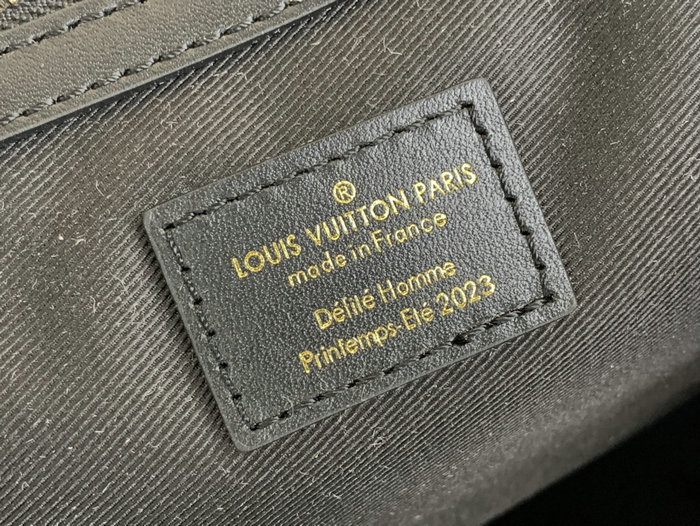 ®
LOUIS VUITTON PARIS
made in France
Défilé Homme
Printemps-Eté 2023